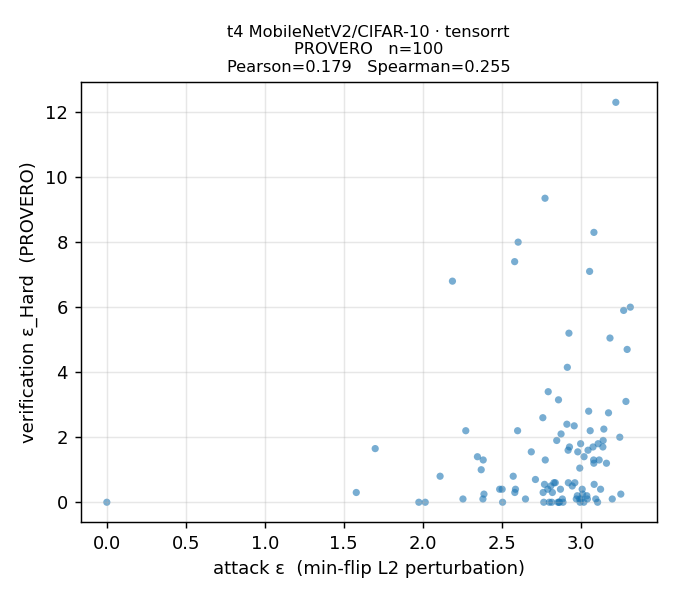 t4 MobileNetV2/CIFAR-10 · tensorrt
PROVERO   n=100
Pearson=0.179   Spearman=0.255
12
10
8
6
4
2
0
verification ε_Hard  (PROVERO)
0.0 0.5 1.0 1.5 2.0 2.5 3.0
attack ε  (min-flip L2 perturbation)